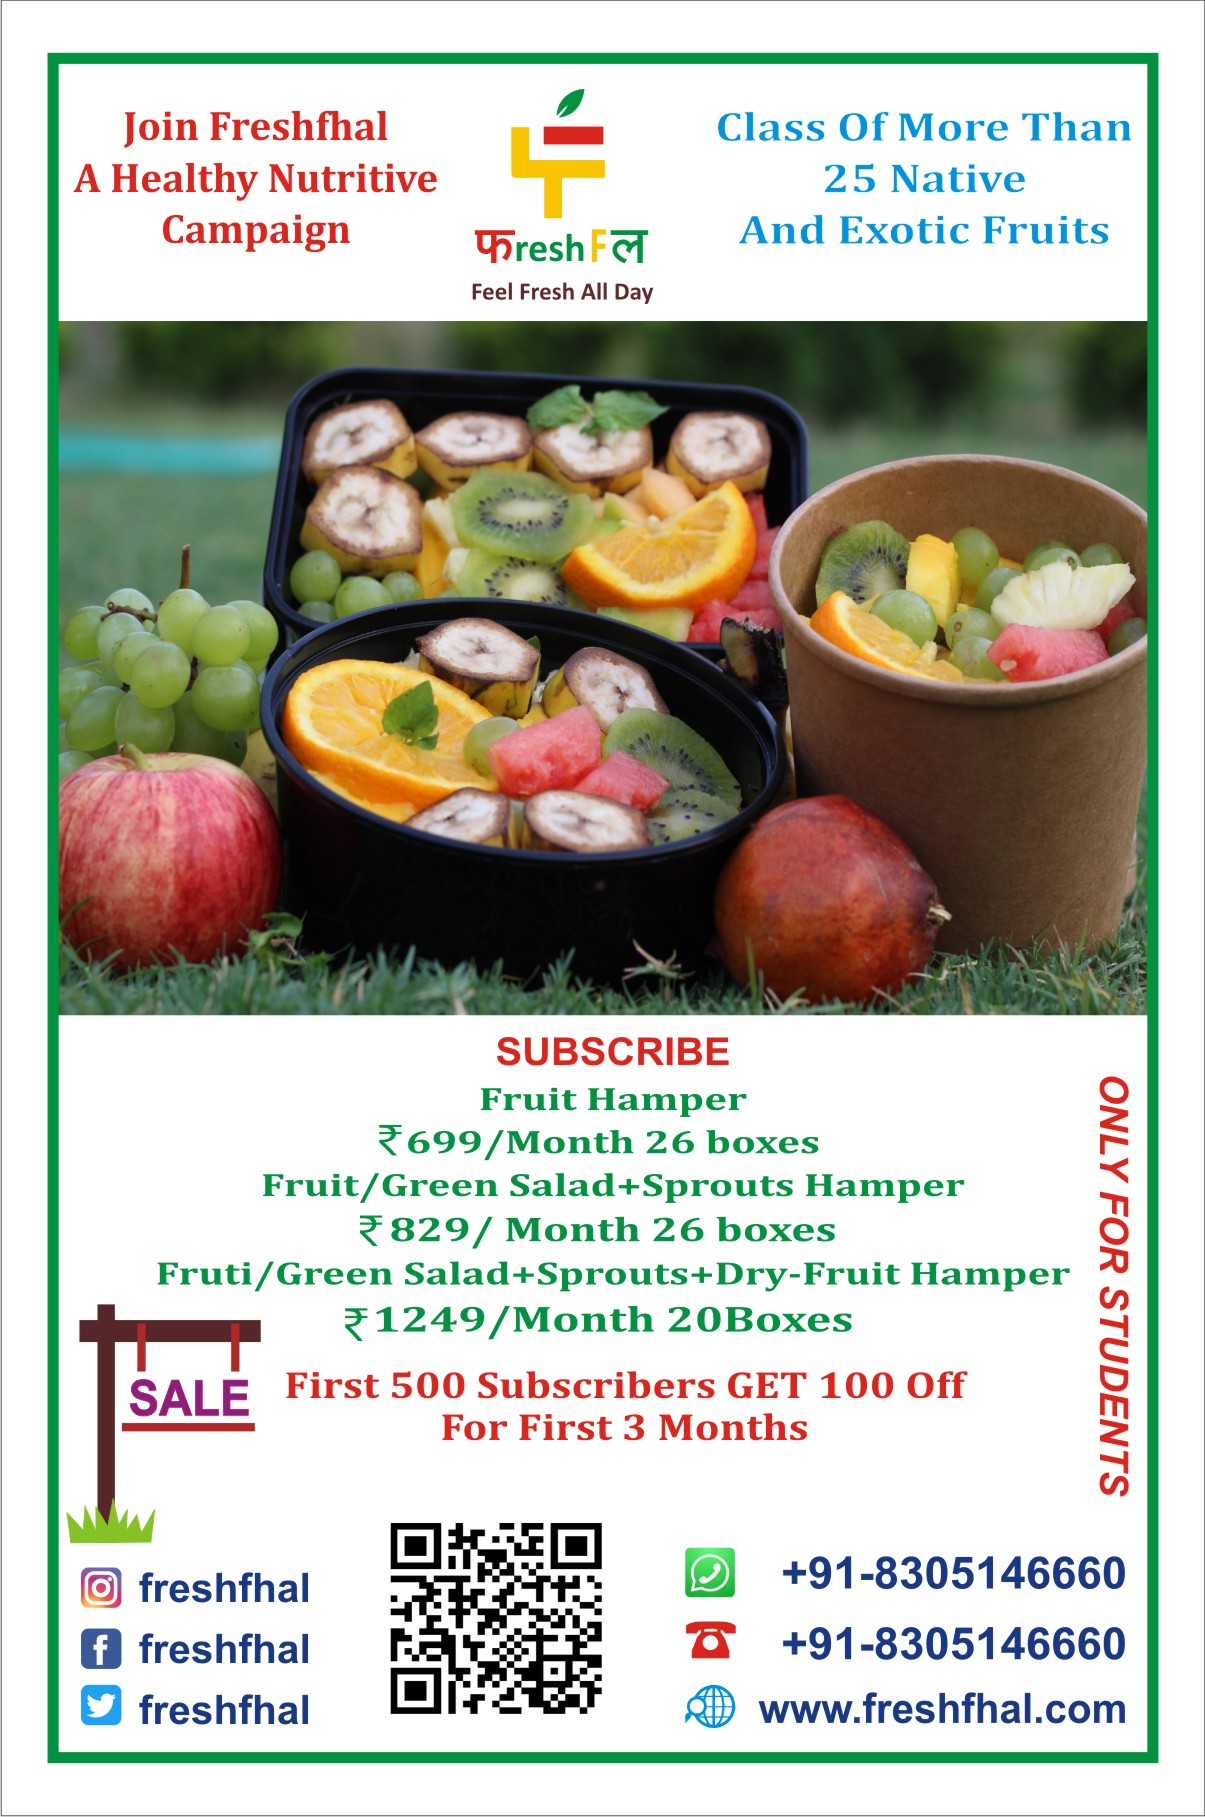 Join Freshfhal
A Healthy Nutritive
Campaign
फreshFल
Feel Fresh All Day
Class Of More Than
25 Native
And Exotic Fruits
SUBSCRIBE
Fruit Hamper
₹699/Month 26 boxes
Fruit/Green Salad+Sprouts Hamper
₹829/ Month 26 boxes
Fruti/Green Salad+Sprouts+Dry-Fruit Hamper
₹1249/Month 20Boxes
ONLY FOR STUDENTS
SALE
First 500 Subscribers GET 100 Off
For First 3 Months
freshfhal
freshfhal
freshfhal
+91-8305146660
+91-8305146660
www.freshfhal.com